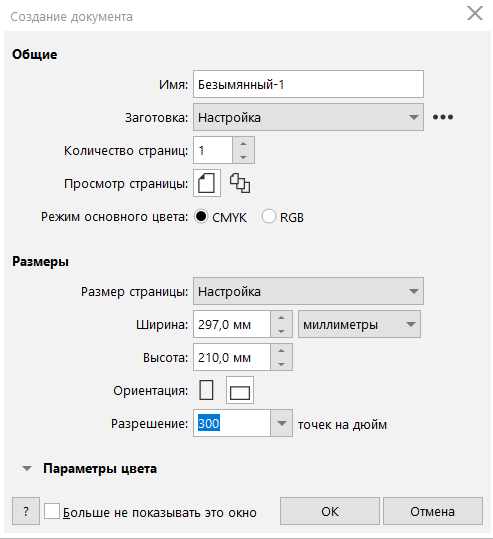 Создание документа
Общие
Имя: Безымянный-1
Заготовка: Настройка
Количество страниц: 1
Просмотр страницы:
Режим основного цвета: CMYK RGB
Размеры
Размер страницы: Настройка
Ширина: 297,0 мм миллиметры
Высота: 210,0 мм
Ориентация:
Разрешение: 300 точек на дюйм
Параметры цвета
? Больше не показывать это окно OK Отмена